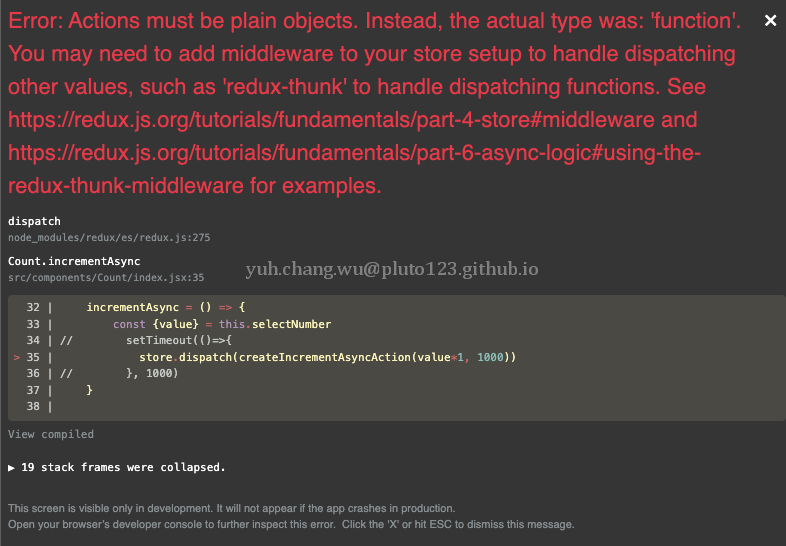 Error: Actions must be plain objects. Instead, the actual type was: 'function'.
×
You may need to add middleware to your store setup to handle dispatching
other values, such as 'redux-thunk' to handle dispatching functions. See
https://redux.js.org/tutorials/fundamentals/part-4-store#middleware and
https://redux.js.org/tutorials/fundamentals/part-6-async-logic#using-the-
redux-thunk-middleware for examples.
dispatch
node_modules/redux/es/redux.js:275
Count.incrementAsync
src/components/Count/index.jsx:35
yuh.chang.wu@pluto123.github.io
32 |     incrementAsync = () => {
33 |         const {value} = this.selectNumber
34 | //        setTimeout(()=>{
> 35 |             store.dispatch(createIncrementAsyncAction(value*1, 1000))
36 | //        }, 1000)
37 |     }
38 |
View compiled
▶ 19 stack frames were collapsed.
This screen is visible only in development. It will not appear if the app crashes in production.
Open your browser's developer console to further inspect this error.  Click the 'X' or hit ESC to dismiss this message.